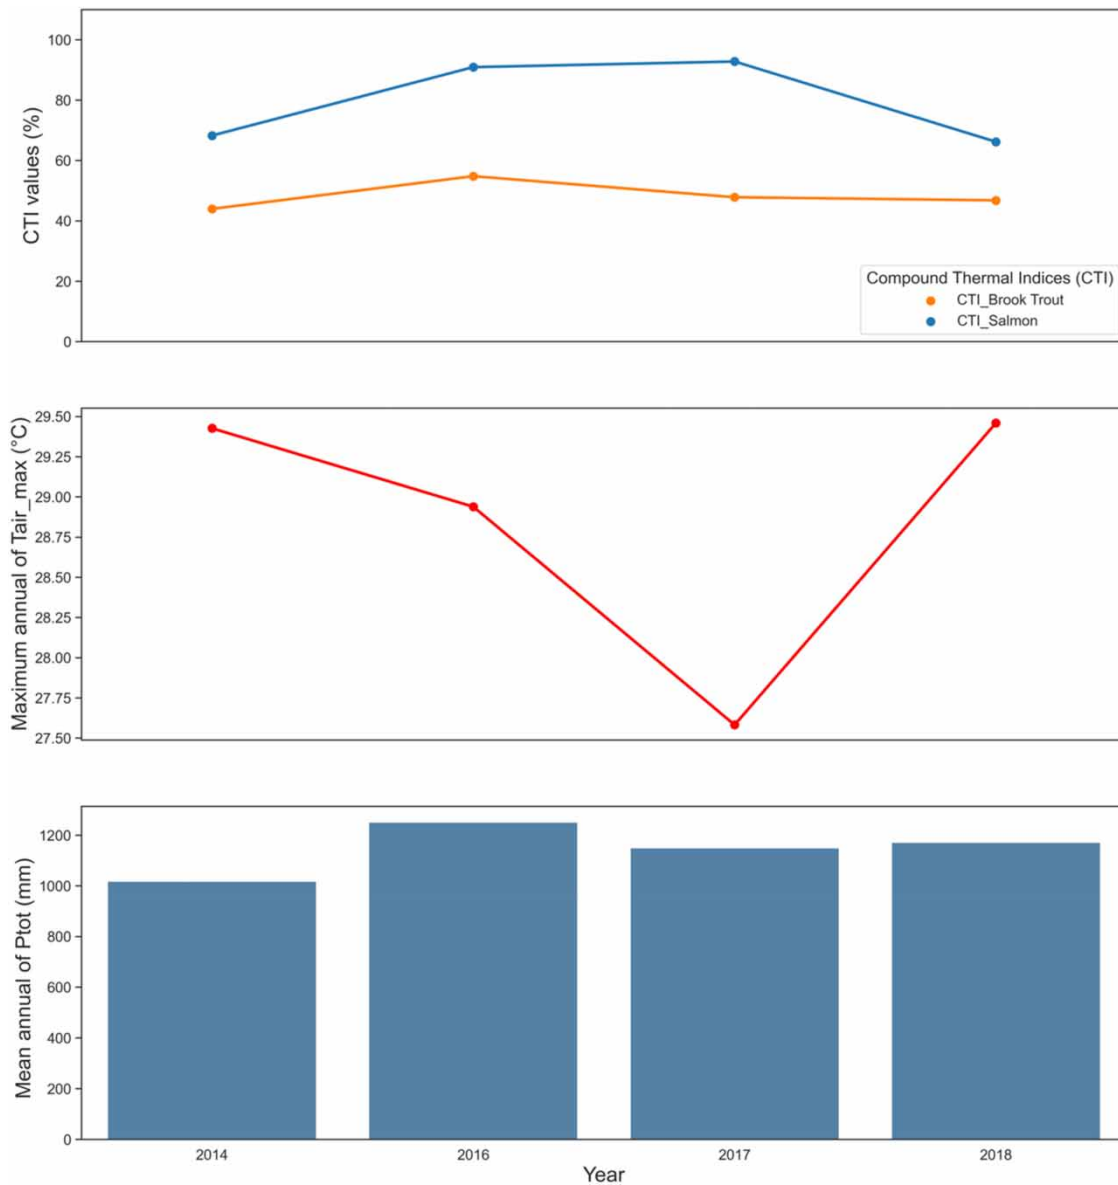 CTI values (%)
100
80
60
40
20
0
Compound Thermal Indices (CTI)
CTI_Brook Trout
CTI_Salmon
Maximum annual of Tair_max (°C)
29.50
29.25
29.00
28.75
28.50
28.25
28.00
27.75
27.50
Mean annual of Ptot (mm)
1200
1000
800
600
400
200
0
2014 2016 2017 2018
Year